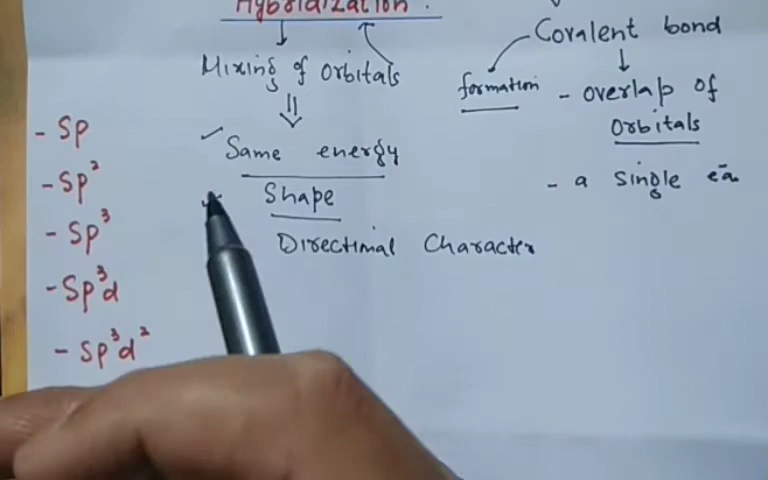 Hybridization.
Mixing of orbitals
Same energy
Shape
Directional Character
- Sp
- Sp²
- Sp³
- Sp³d
- Sp³d²
Covalent bond
formation
- overlap of
Orbitals
- a single